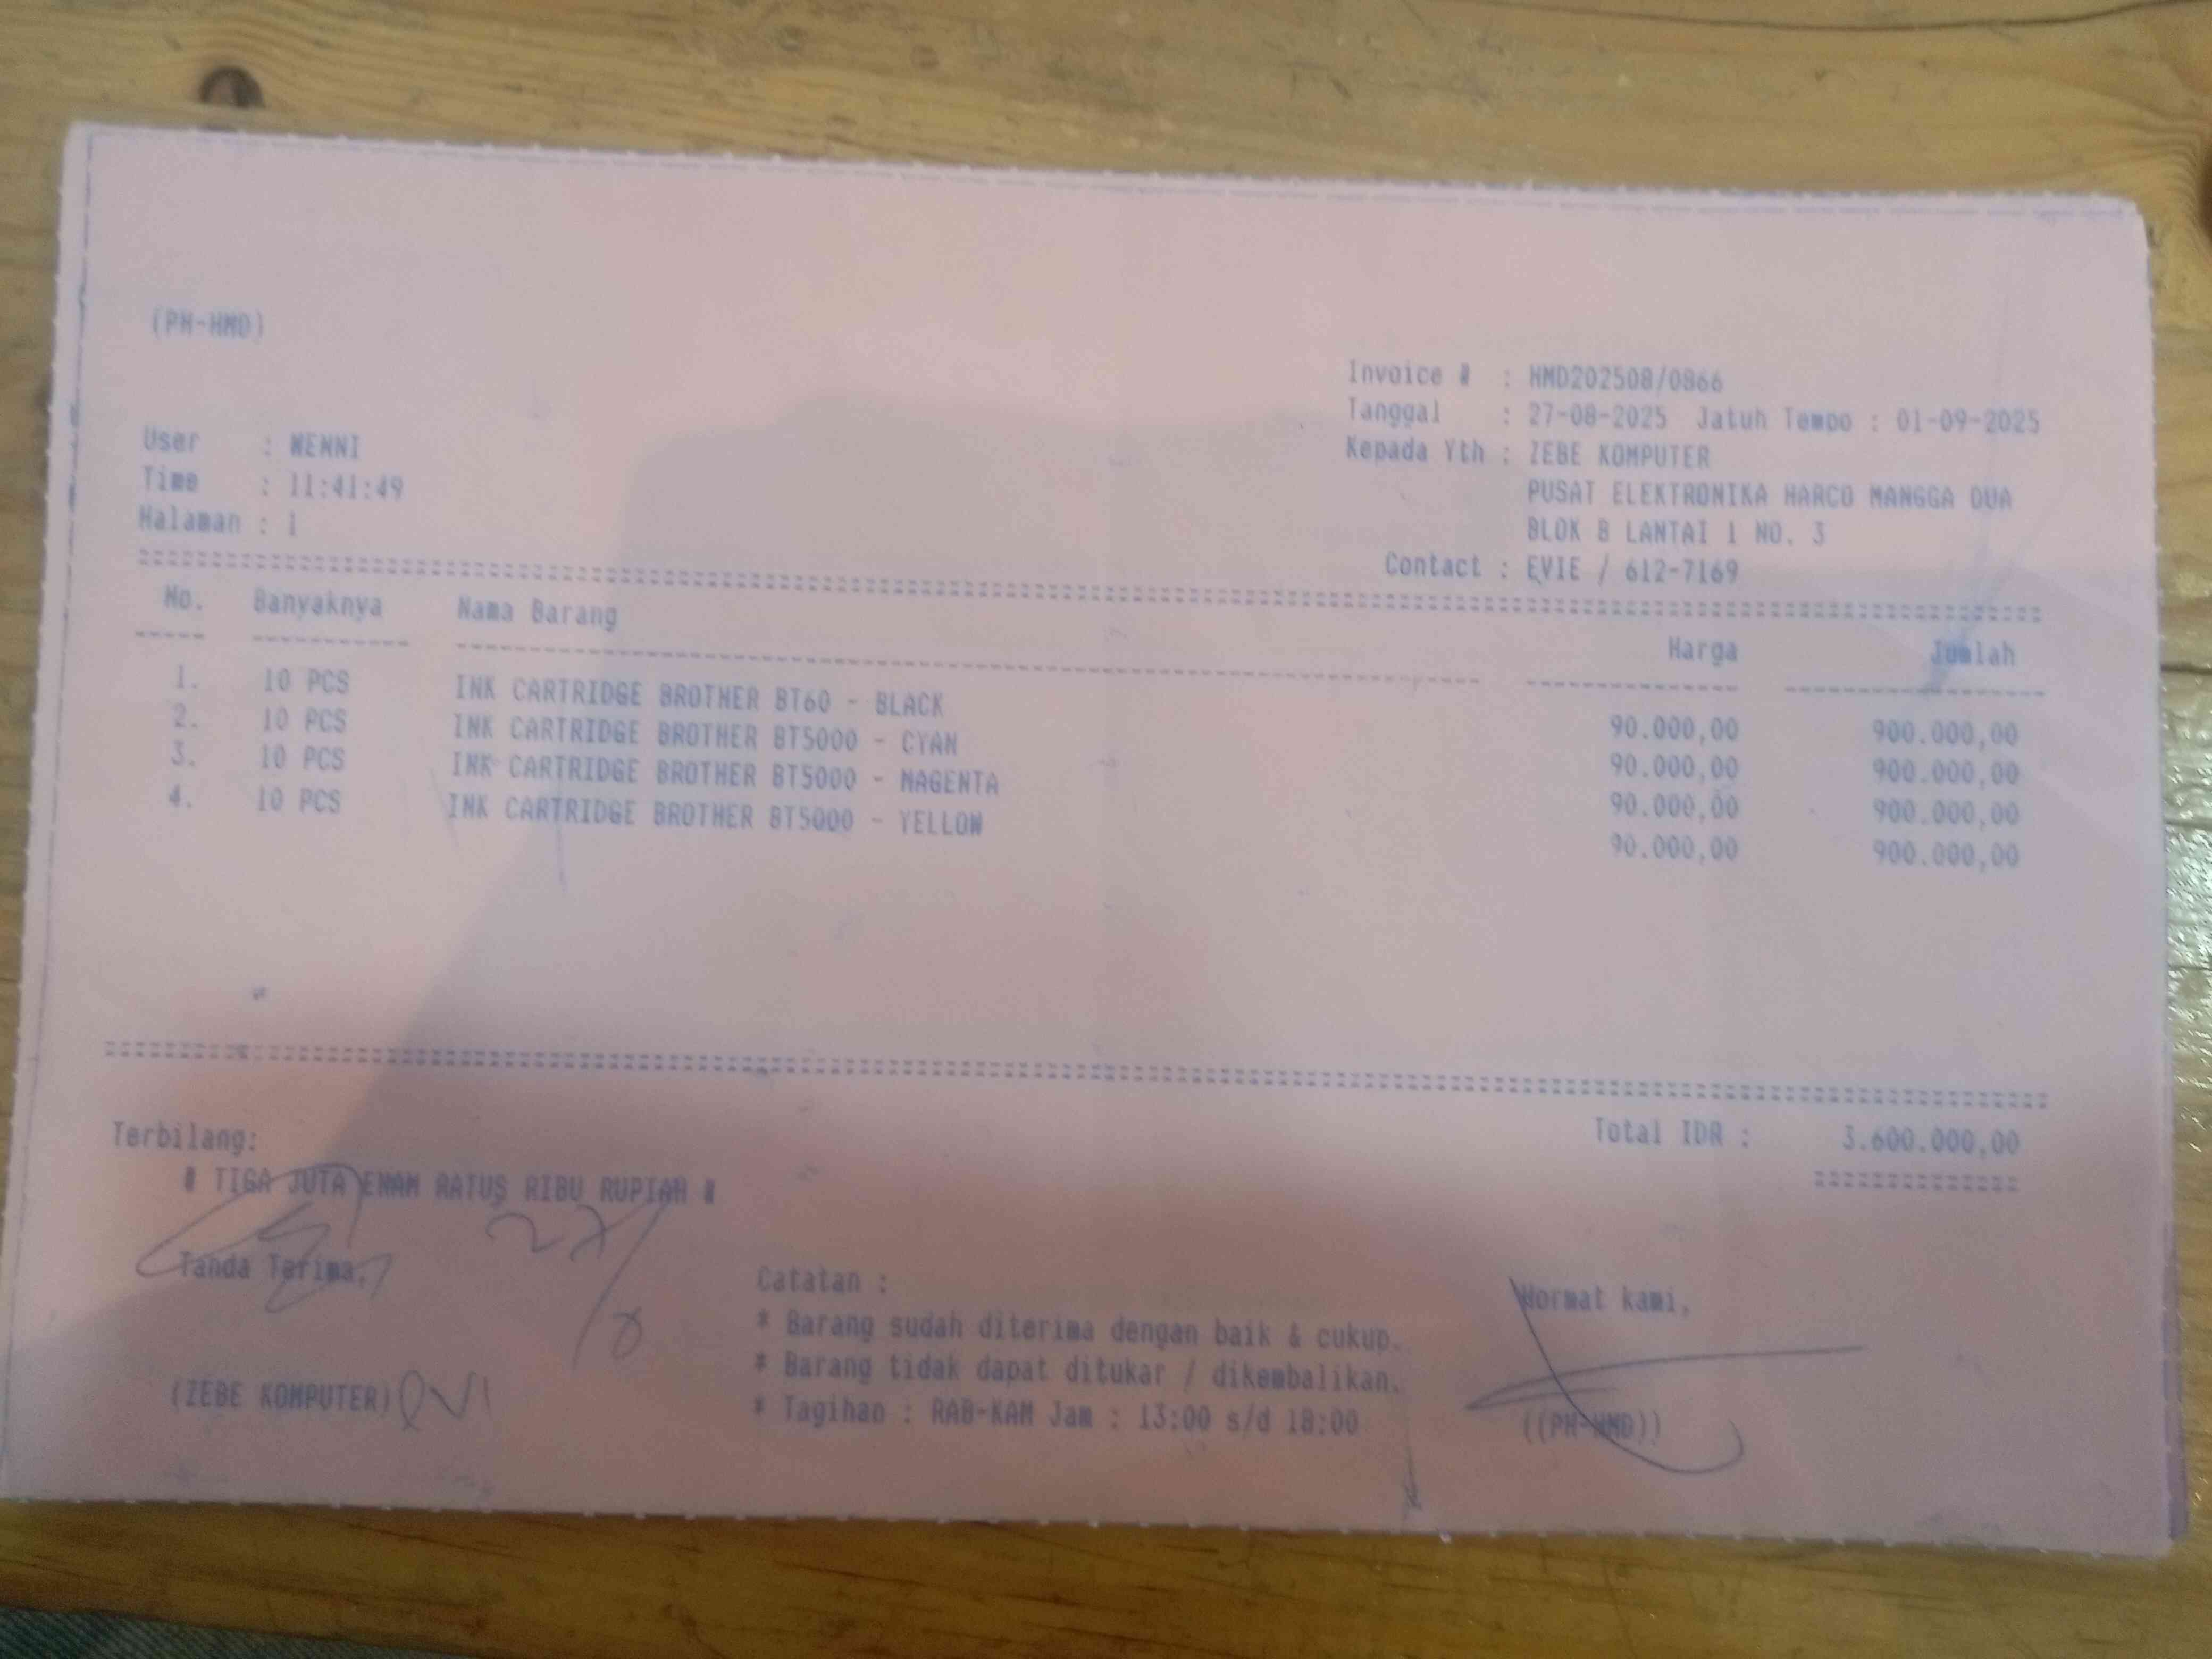 (PM-HMD)
Invoice # : HMD202508/0866
Tanggal : 27-08-2025 Jatuh Tempo : 01-09-2025
Kepada Yth : ZEBE KOMPUTER
PUSAT ELEKTRONIKA HARCO MANGGA DUA
BLOK B LANTAI 1 NO. 3
Contact : EVIE / 612-7169
User : WENNI
Time : 11:41:49
Halaman : 1
No. Banyaknya Nama Barang Harga Jumlah
1. 10 PCS INK CARTRIDGE BROTHER BT60 - BLACK 90.000,00 900.000,00
2. 10 PCS INK CARTRIDGE BROTHER BT5000 - CYAN 90.000,00 900.000,00
3. 10 PCS INK CARTRIDGE BROTHER BT5000 - MAGENTA 90.000,00 900.000,00
4. 10 PCS INK CARTRIDGE BROTHER BT5000 - YELLOW 90.000,00 900.000,00
Total IDR : 3.600.000,00
Terbilang:
# TIGA JUTA ENAM RATUS RIBU RUPIAH #
27/8
Tanda Terima,
(ZEBE KOMPUTER)
Catatan :
* Barang sudah diterima dengan baik & cukup.
* Barang tidak dapat ditukar / dikembalikan.
* Tagihan : RAB-KAM Jam : 13:00 s/d 18:00
Hormat kami,
((PM-HMD))